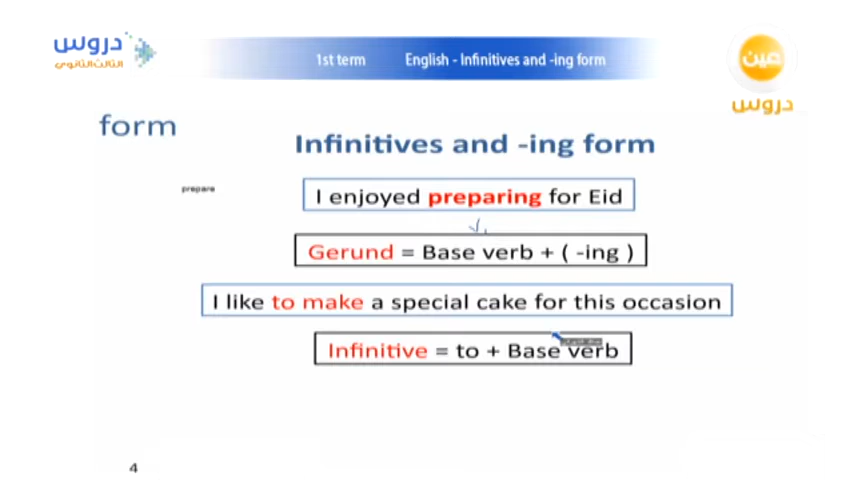 دروس
الثالث الثانوي
1st term English - Infinitives and -ing form
عين
دروس
form
Infinitives and -ing form
prepare
I enjoyed preparing for Eid
Gerund = Base verb + ( -ing )
I like to make a special cake for this occasion
Infinitive = to + Base verb
4